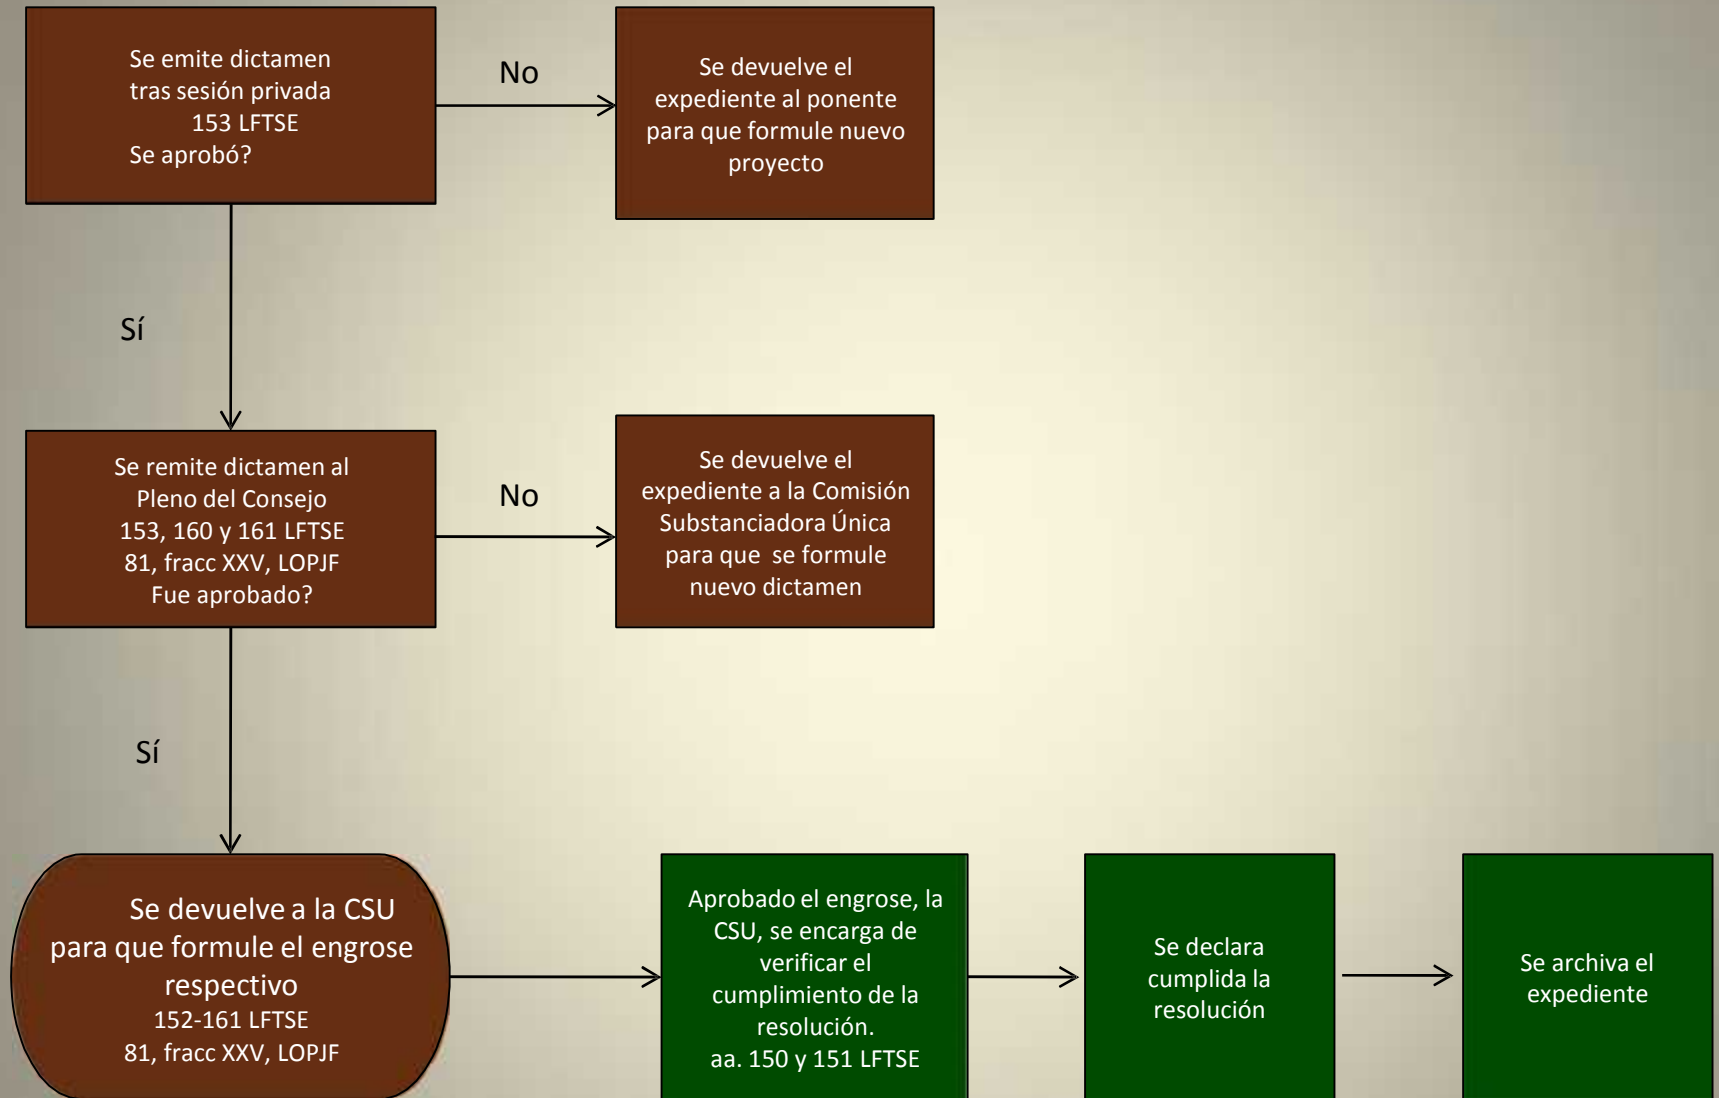 Se emite dictamen
tras sesión privada
153 LFTSE
Se aprobó?
No
Se devuelve el
expediente al ponente
para que formule nuevo
proyecto
Sí
Se remite dictamen al
Pleno del Consejo
153, 160 y 161 LFTSE
81, fracc XXV, LOPJF
Fue aprobado?
No
Se devuelve el
expediente a la Comisión
Substanciadora Única
para que se formule
nuevo dictamen
Sí
Se devuelve a la CSU
para que formule el engrose
respectivo
152-161 LFTSE
81, fracc XXV, LOPJF
Aprobado el engrose, la
CSU, se encarga de
verificar el
cumplimiento de la
resolución.
aa. 150 y 151 LFTSE
Se declara
cumplida la
resolución
Se archiva el
expediente